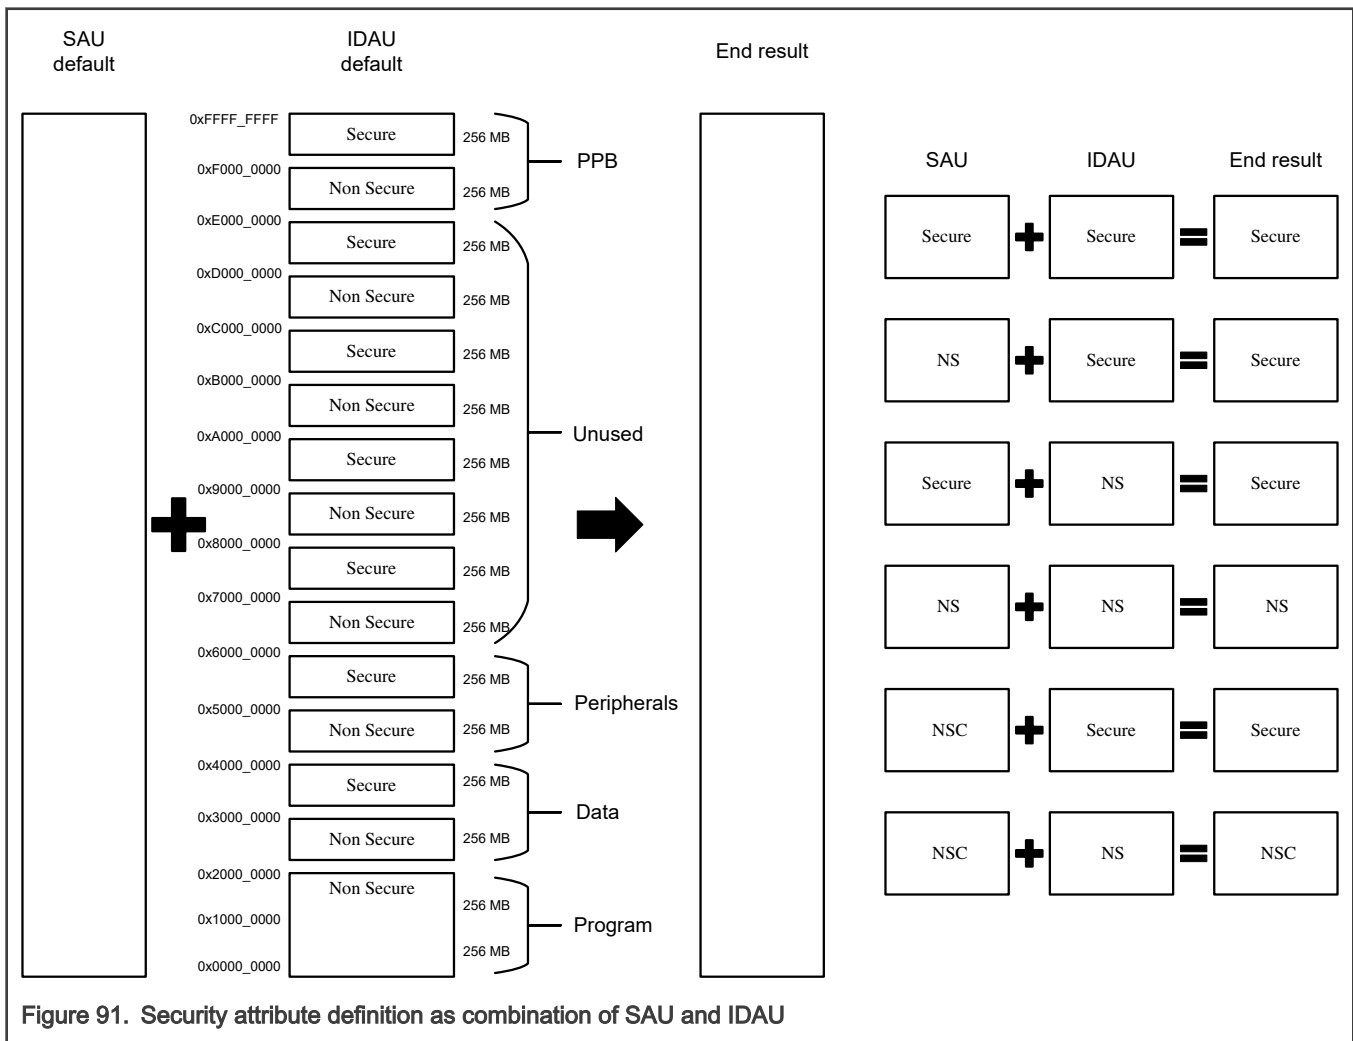 SAU
default
IDAU
default
End result
0xFFFF_FFFF
Secure
256 MB
PPB
0xF000_0000
Non Secure
256 MB
0xE000_0000
Secure
256 MB
0xD000_0000
Non Secure
256 MB
0xC000_0000
Secure
256 MB
0xB000_0000
Non Secure
256 MB
Unused
0xA000_0000
Secure
256 MB
0x9000_0000
Non Secure
256 MB
0x8000_0000
Secure
256 MB
0x7000_0000
Non Secure
256 MB
0x6000_0000
Secure
256 MB
Peripherals
0x5000_0000
Non Secure
256 MB
0x4000_0000
Secure
256 MB
Data
0x3000_0000
Non Secure
256 MB
0x2000_0000
Non Secure
256 MB
0x1000_0000
Program
256 MB
0x0000_0000
SAU IDAU End result
Secure + Secure = Secure
NS + Secure = Secure
Secure + NS = Secure
NS + NS = NS
NSC + Secure = Secure
NSC + NS = NSC
Figure 91. Security attribute definition as combination of SAU and IDAU